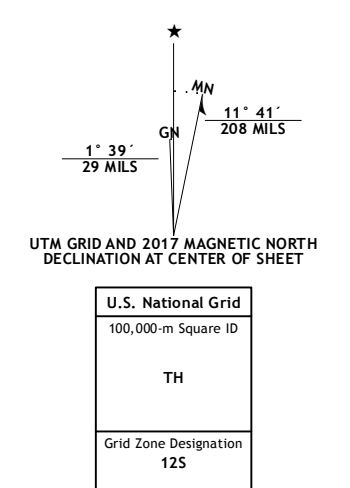 MN
11° 41´
208 MILS
GN
1° 39´
29 MILS
UTM GRID AND 2017 MAGNETIC NORTH
DECLINATION AT CENTER OF SHEET
U.S. National Grid
100,000-m Square ID
TH
Grid Zone Designation
12S